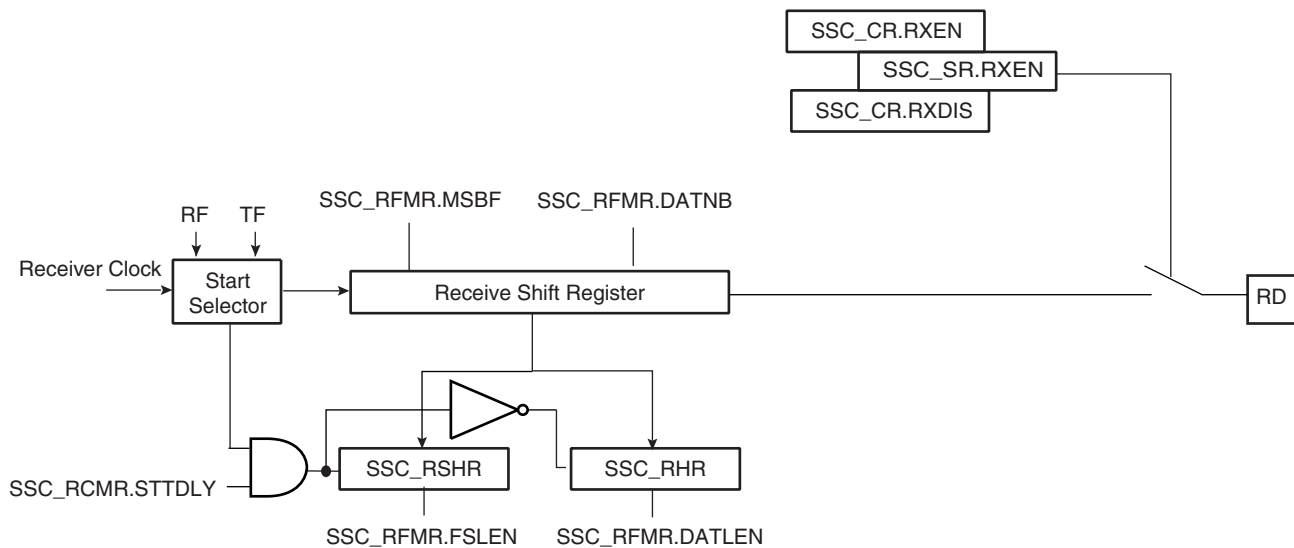 SSC_CR.RXEN
SSC_SR.RXEN
SSC_CR.RXDIS
SSC_RFMR.MSBF
SSC_RFMR.DATNB
RF
TF
Receiver Clock
Start
Selector
Receive Shift Register
RD
SSC_RSHR
SSC_RHR
SSC_RCMR.STTDLY
SSC_RFMR.FSLEN
SSC_RFMR.DATLEN